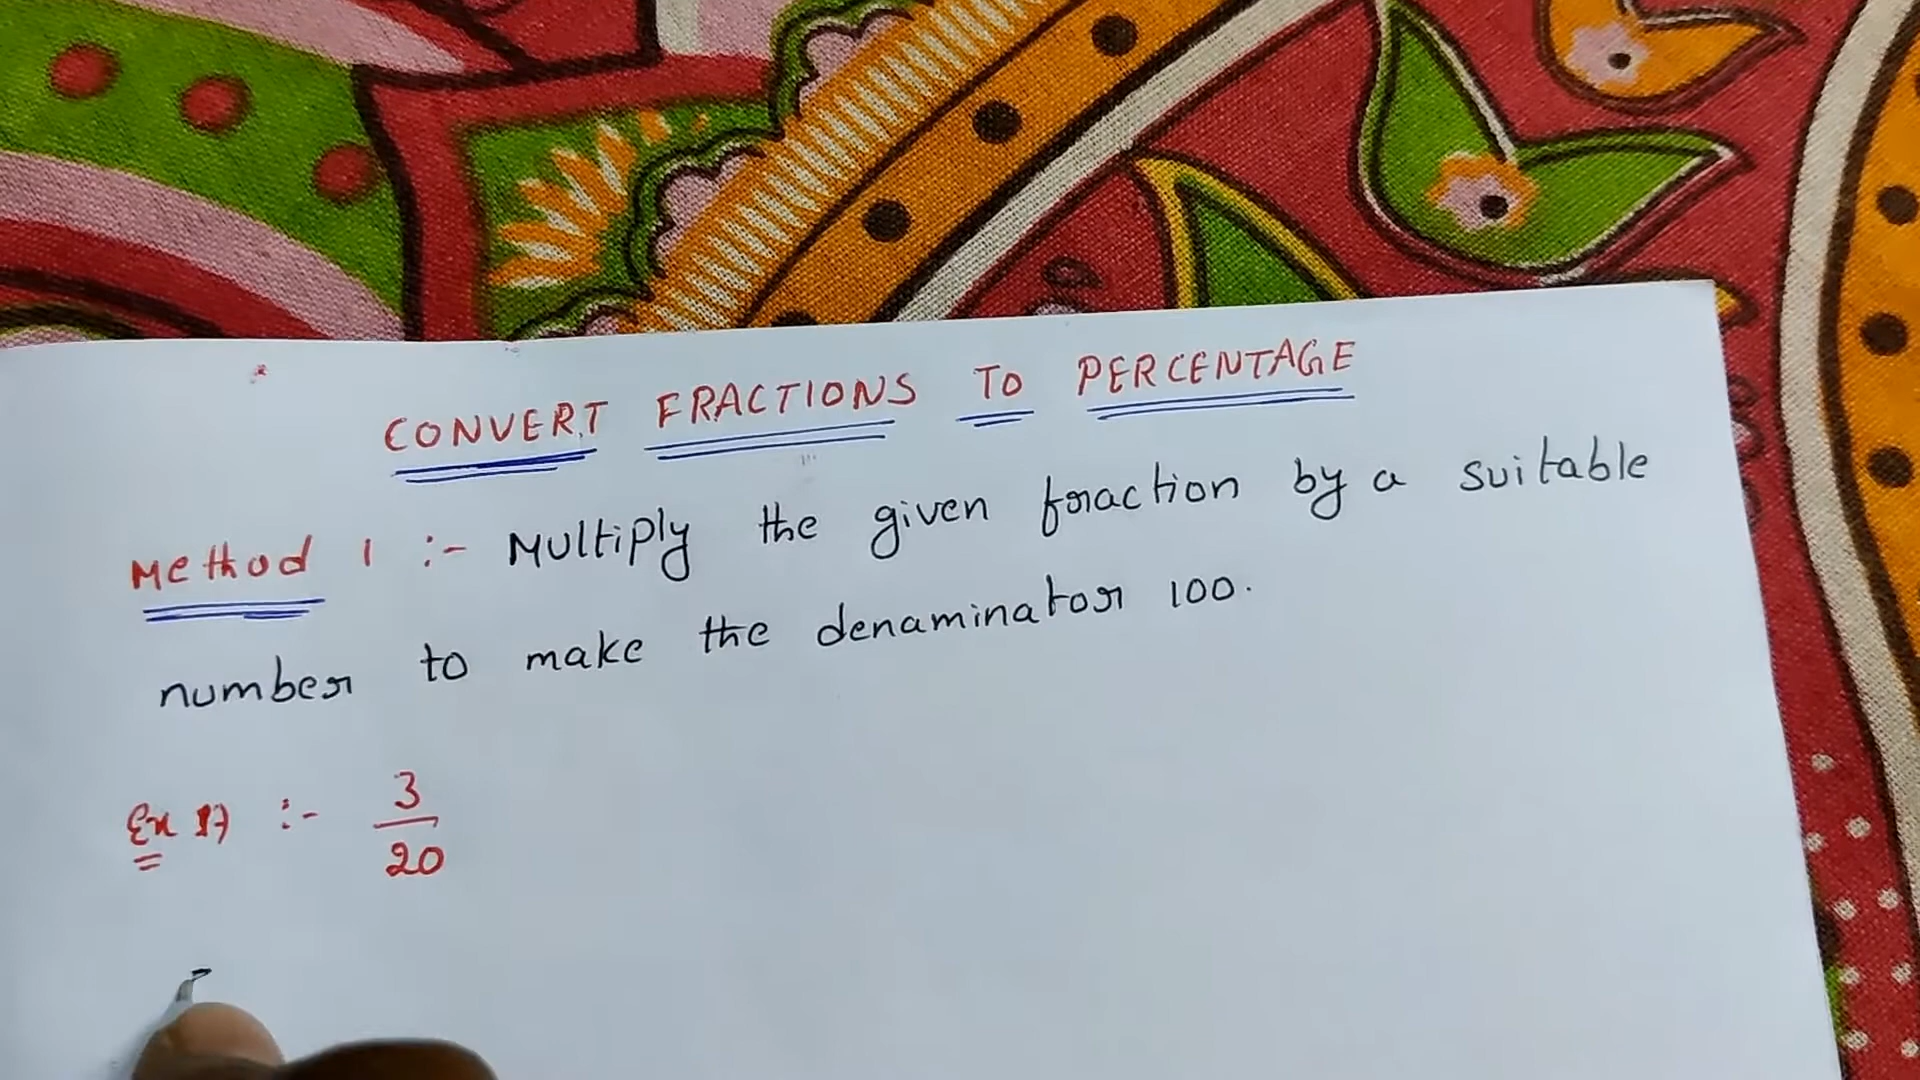 CONVERT FRACTIONS TO PERCENTAGE
Method 1 :- Multiply the given fraction by a suitable
number to make the denaminator 100.
Ex 1) :- 3/20